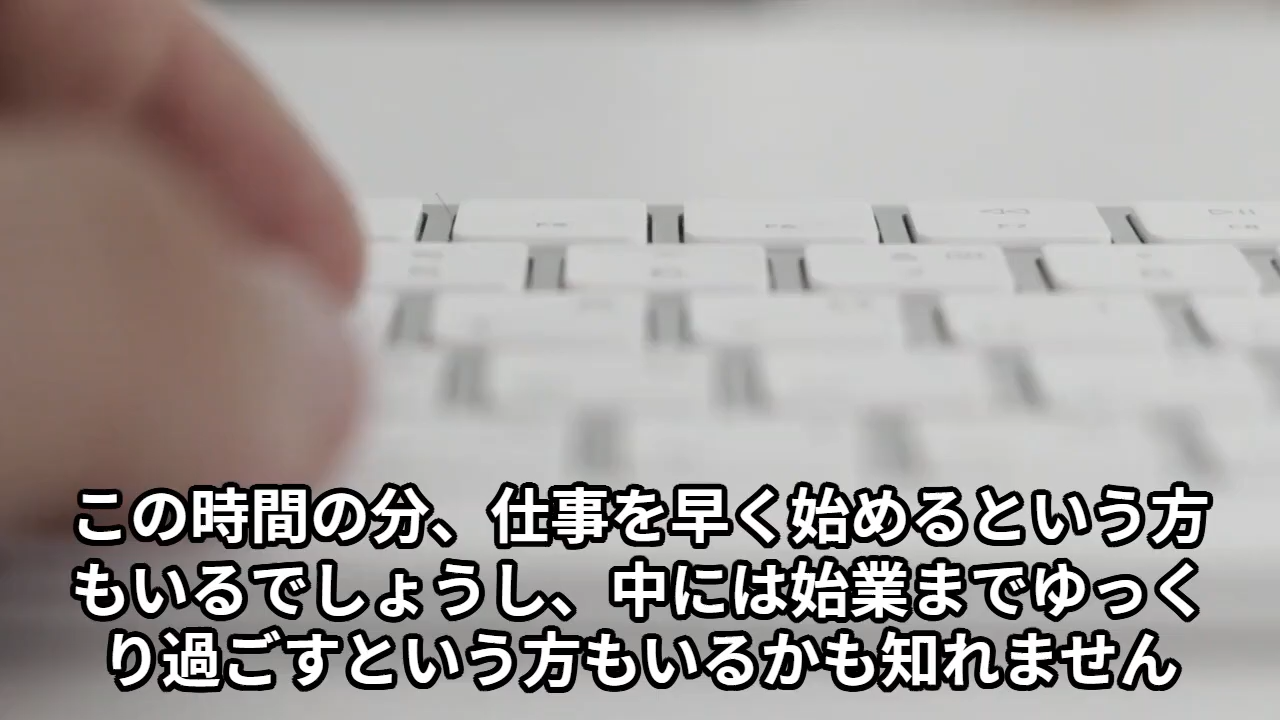 F7
F8
この時間の分、仕事を早く始めるという方
もいるでしょうし、中には始業までゆっく
り過ごすという方もいるかも知れません